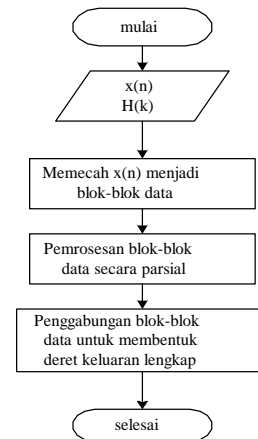 mulai
x(n)
H(k)
Memecah x(n) menjadi
blok-blok data
Pemrosesan blok-blok
data secara parsial
Penggabungan blok-blok
data untuk membentuk
deret keluaran lengkap
selesai